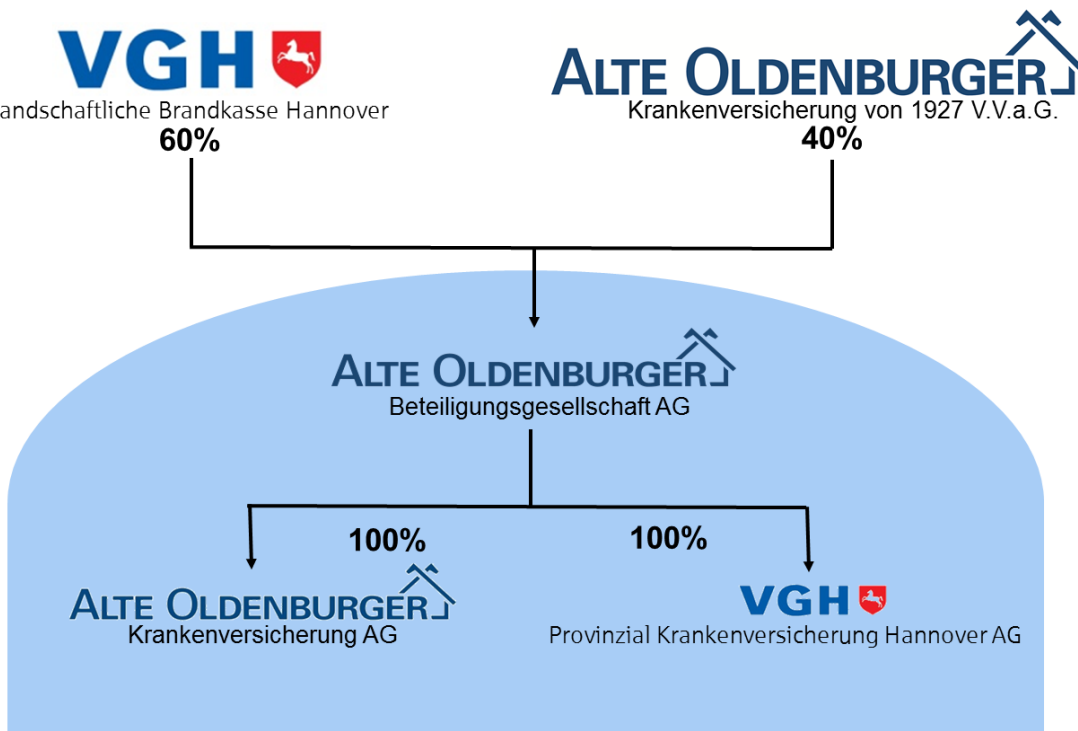 VGH
andschaftliche Brandkasse Hannover
60%
ALTE OLDENBURGER
Krankenversicherung von 1927 V.V.a.G.
40%
ALTE OLDENBURGER
Beteiligungsgesellschaft AG
100%
100%
ALTE OLDENBURGER
Krankenversicherung AG
VGH
Provinzial Krankenversicherung Hannover AG